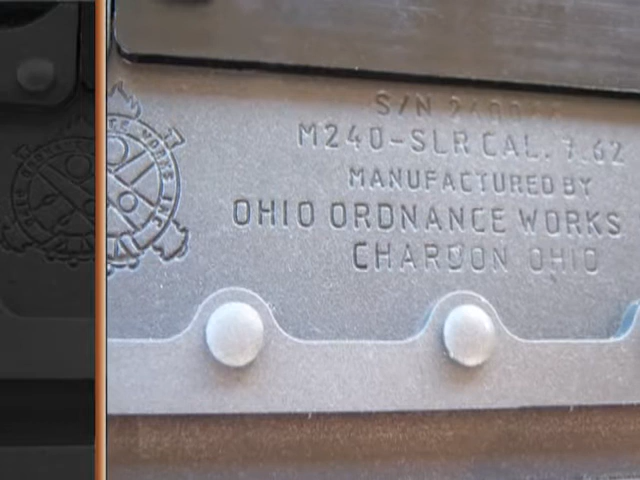 S/N
M240-SLR CAL. 7.62
MANUFACTURED BY
OHIO ORDNANCE WORKS
CHARDON OHIO